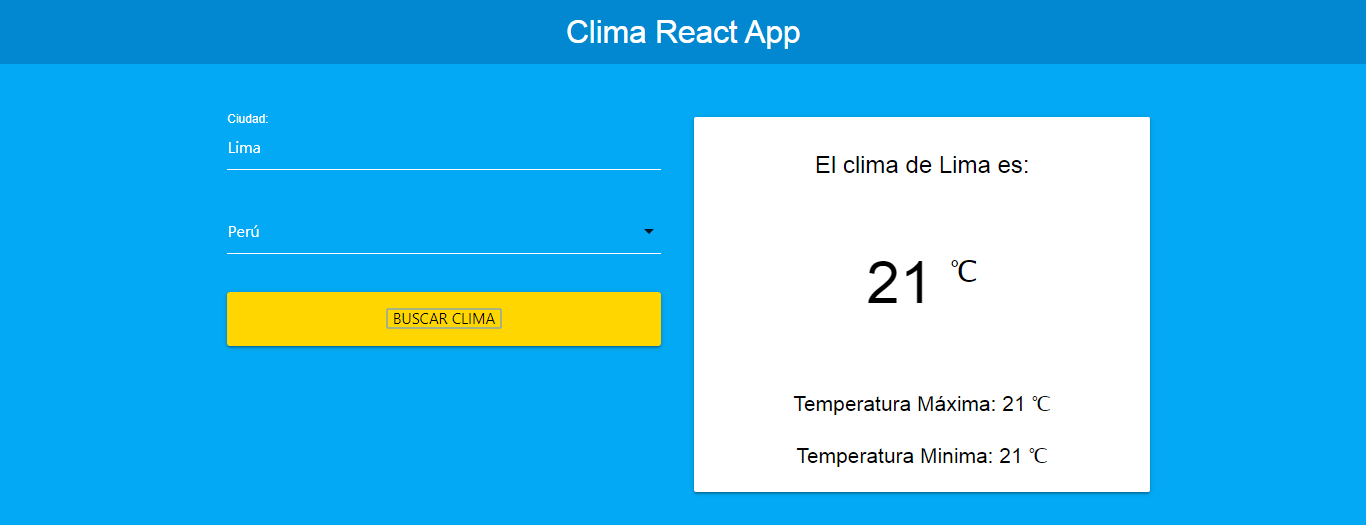 Clima React App
Ciudad:
Lima
Perú
BUSCAR CLIMA
El clima de Lima es:
21 ℃
Temperatura Máxima: 21 ℃
Temperatura Minima: 21 ℃